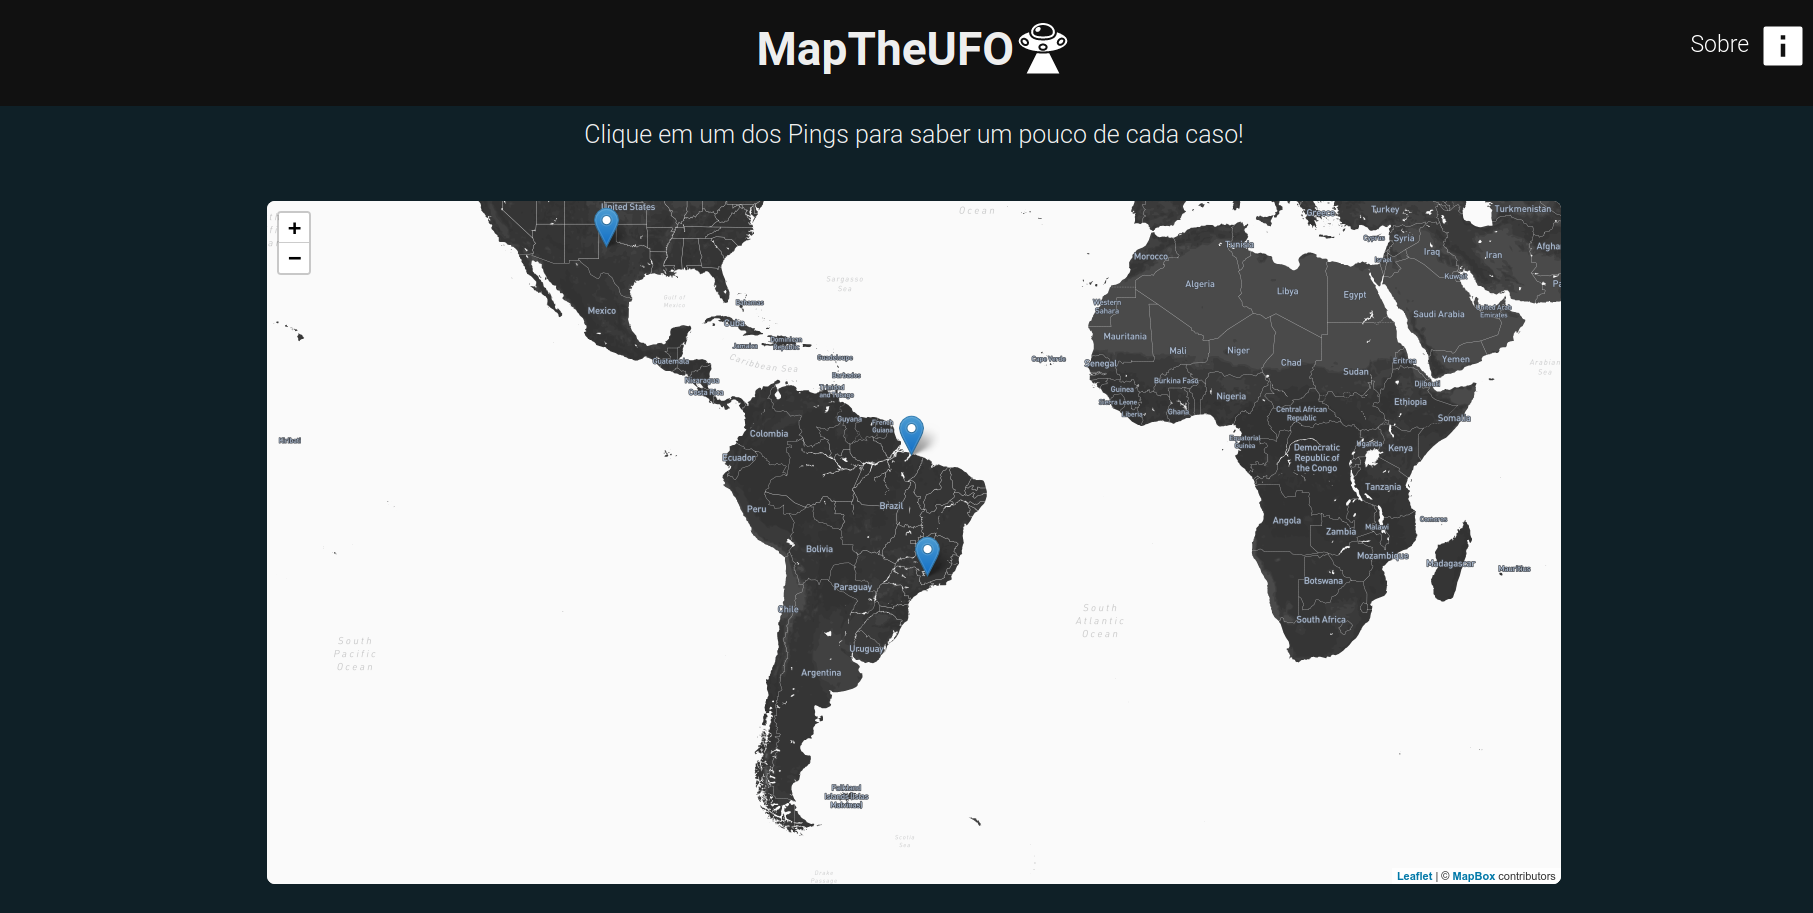 MapTheUFO
Sobre
i
Clique em um dos Pings para saber um pouco de cada caso!
+
−
United States
Ocean
Greece
Turkey
Turkmenistan
Cyprus
Syria
Tunisia
Morocco
Israel
Iraq
Iran
Kuwait
Sargasso
Sea
Algeria
Libya
Egypt
Gulf of
Mexico
Bahamas
Western
Sahara
Saudi Arabia
United Arab
Emirates
Mexico
Cuba
Mauritania
Jamaica
Dominican
Republic
Mali
Niger
Chad
Guatemala
Caribbean Sea
Guadeloupe
Cape Verde
Senegal
Sudan
Eritrea
Yemen
Arabian
Sea
Nicaragua
Barbados
Burkina Faso
Djibouti
Costa Rica
Trinidad
and Tobago
Guinea
Nigeria
Ethiopia
Sierra Leone
Liberia
Ghana
Central African
Republic
Somalia
Guyana
French
Guiana
Colombia
Kiribati
Equatorial
Guinea
Uganda
Kenya
Ecuador
Democratic
Republic of
the Congo
Tanzania
Peru
Brazil
Angola
Zambia
Malawi
Comoros
Bolivia
Mozambique
Madagascar
Mauritius
Paraguay
Botswana
Chile
South
Atlantic
Ocean
South Africa
South
Pacific
Ocean
Uruguay
Argentina
Falkland
Islands (Islas
Malvinas)
Scotia
Sea
Drake
Passage
Leaflet | © MapBox contributors